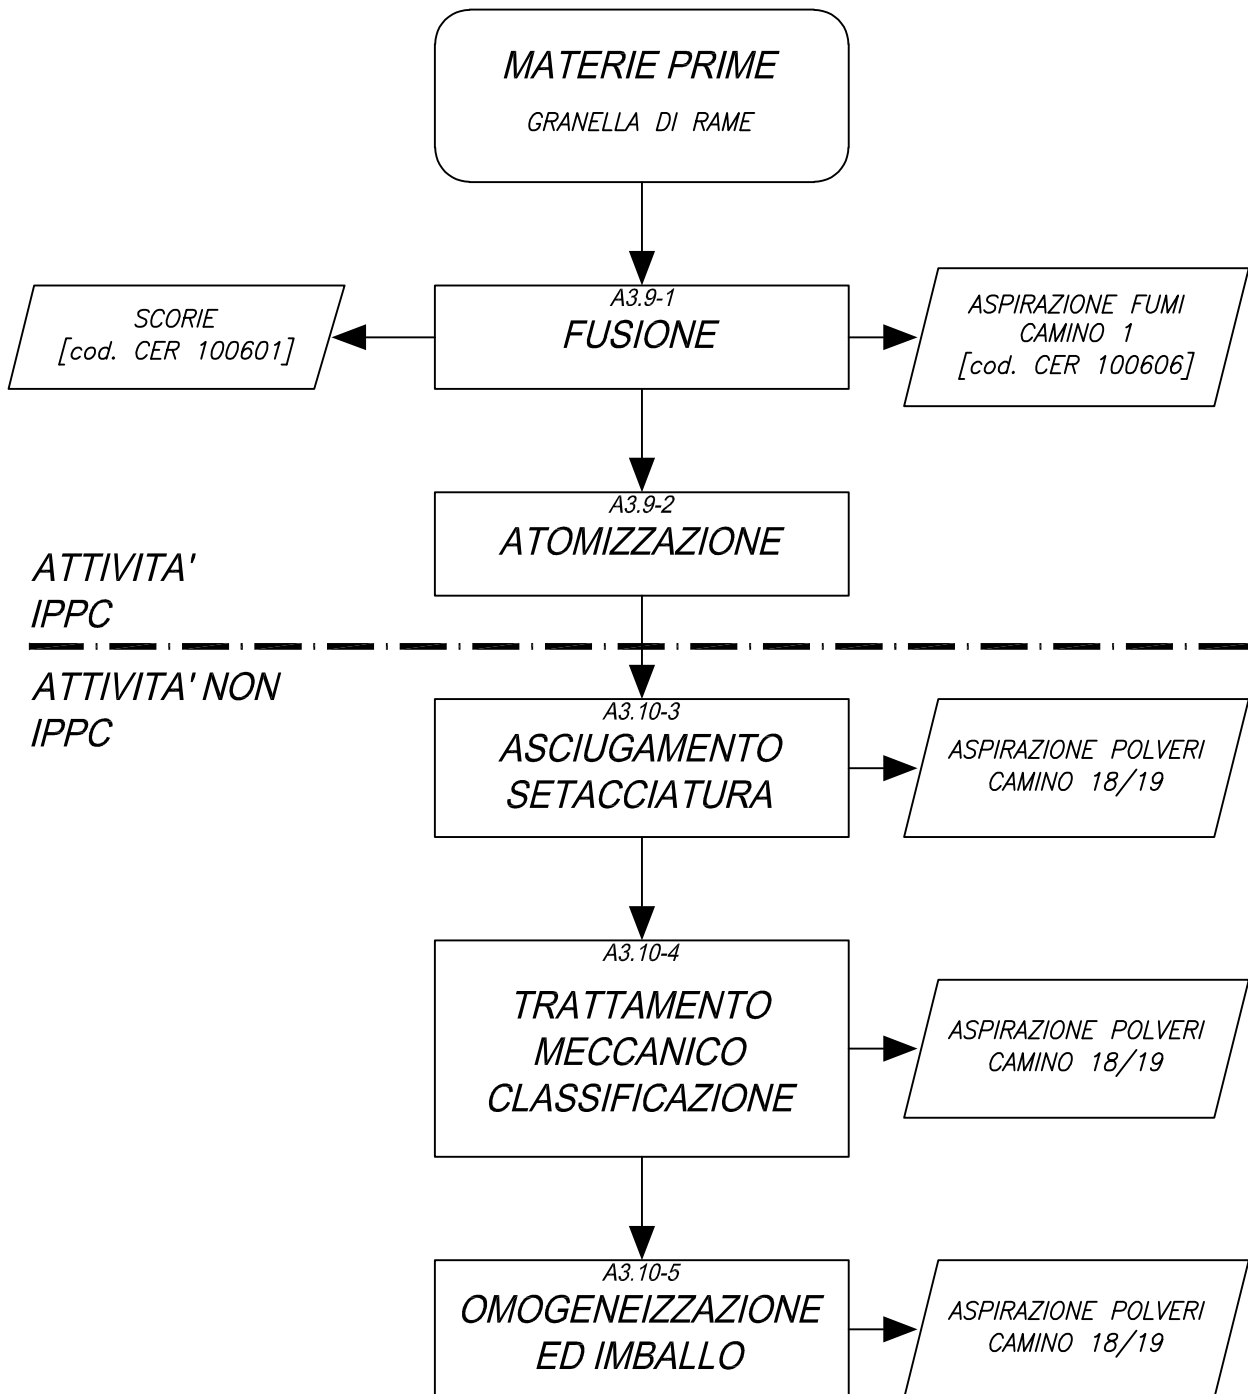 MATERIE PRIME
GRANELLA DI RAME
A3.9-1
FUSIONE
SCORIE
[cod. CER 100601]
ASPIRAZIONE FUMI
CAMINO 1
[cod. CER 100606]
A3.9-2
ATOMIZZAZIONE
ATTIVITA'
IPPC
ATTIVITA' NON
IPPC
A3.10-3
ASCIUGAMENTO
SETACCIATURA
ASPIRAZIONE POLVERI
CAMINO 18/19
A3.10-4
TRATTAMENTO
MECCANICO
CLASSIFICAZIONE
ASPIRAZIONE POLVERI
CAMINO 18/19
A3.10-5
OMOGENEIZZAZIONE
ED IMBALLO
ASPIRAZIONE POLVERI
CAMINO 18/19